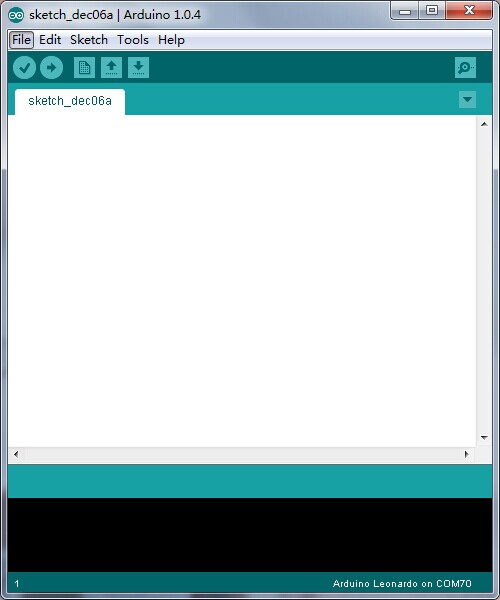 sketch_dec06a | Arduino 1.0.4
File Edit Sketch Tools Help
sketch_dec06a
1 Arduino Leonardo on COM70